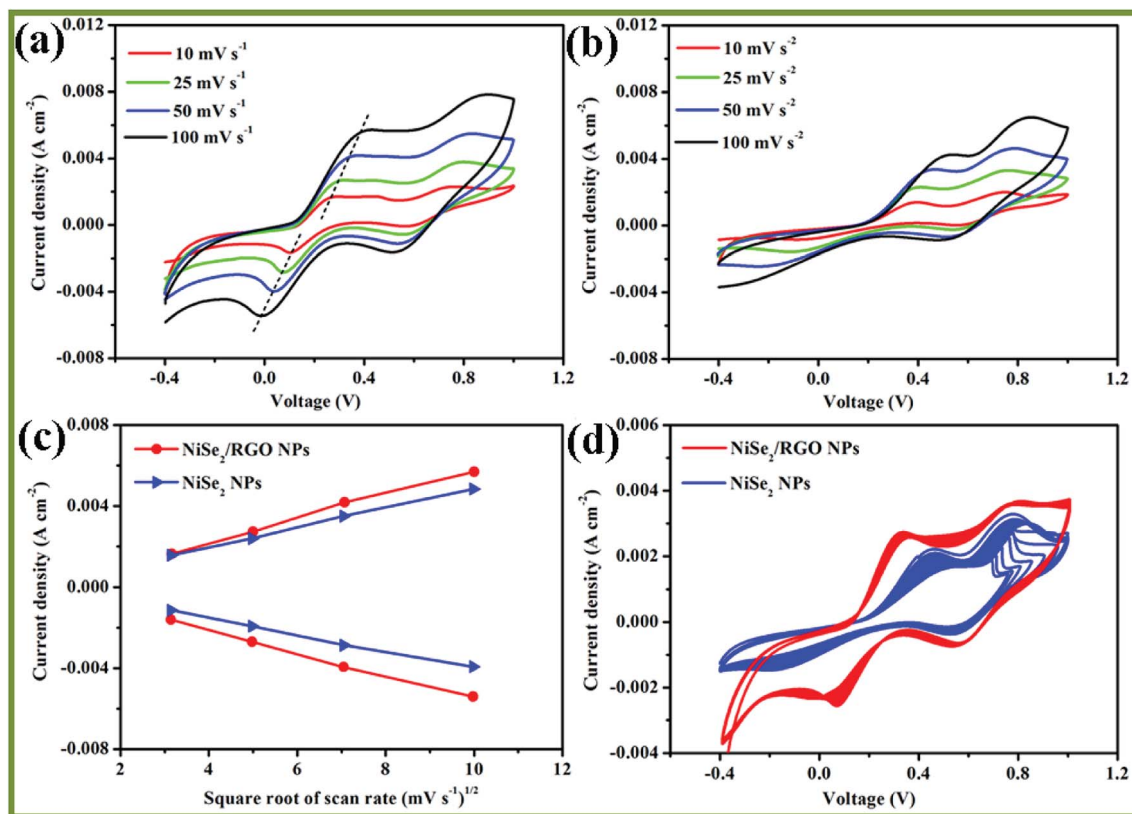 (a)
10 mV s⁻¹
25 mV s⁻¹
50 mV s⁻¹
100 mV s⁻¹
Current density (A cm⁻²)
0.012
0.008
0.004
0.000
-0.004
-0.008
-0.4 0.0 0.4 0.8 1.2
Voltage (V)
(b)
10 mV s⁻²
25 mV s⁻²
50 mV s⁻²
100 mV s⁻²
Current density (A cm⁻²)
0.012
0.008
0.004
0.000
-0.004
-0.008
-0.4 0.0 0.4 0.8 1.2
Voltage (V)
(c)
NiSe₂/RGO NPs
NiSe₂ NPs
Current density (A cm⁻²)
0.008
0.004
0.000
-0.004
-0.008
2 4 6 8 10 12
Square root of scan rate (mV s⁻¹)¹/²
(d)
NiSe₂/RGO NPs
NiSe₂ NPs
Current density (A cm⁻²)
0.006
0.004
0.002
0.000
-0.002
-0.004
-0.4 0.0 0.4 0.8 1.2
Voltage (V)